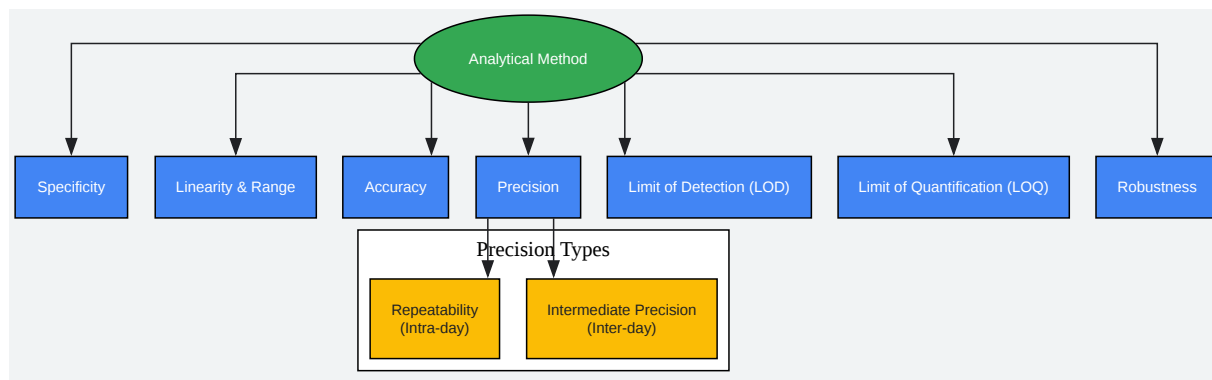 Analytical Method
Specificity
Linearity & Range
Accuracy
Precision
Limit of Detection (LOD)
Limit of Quantification (LOQ)
Robustness
Precision Types
Repeatability
(Intra-day)
Intermediate Precision
(Inter-day)